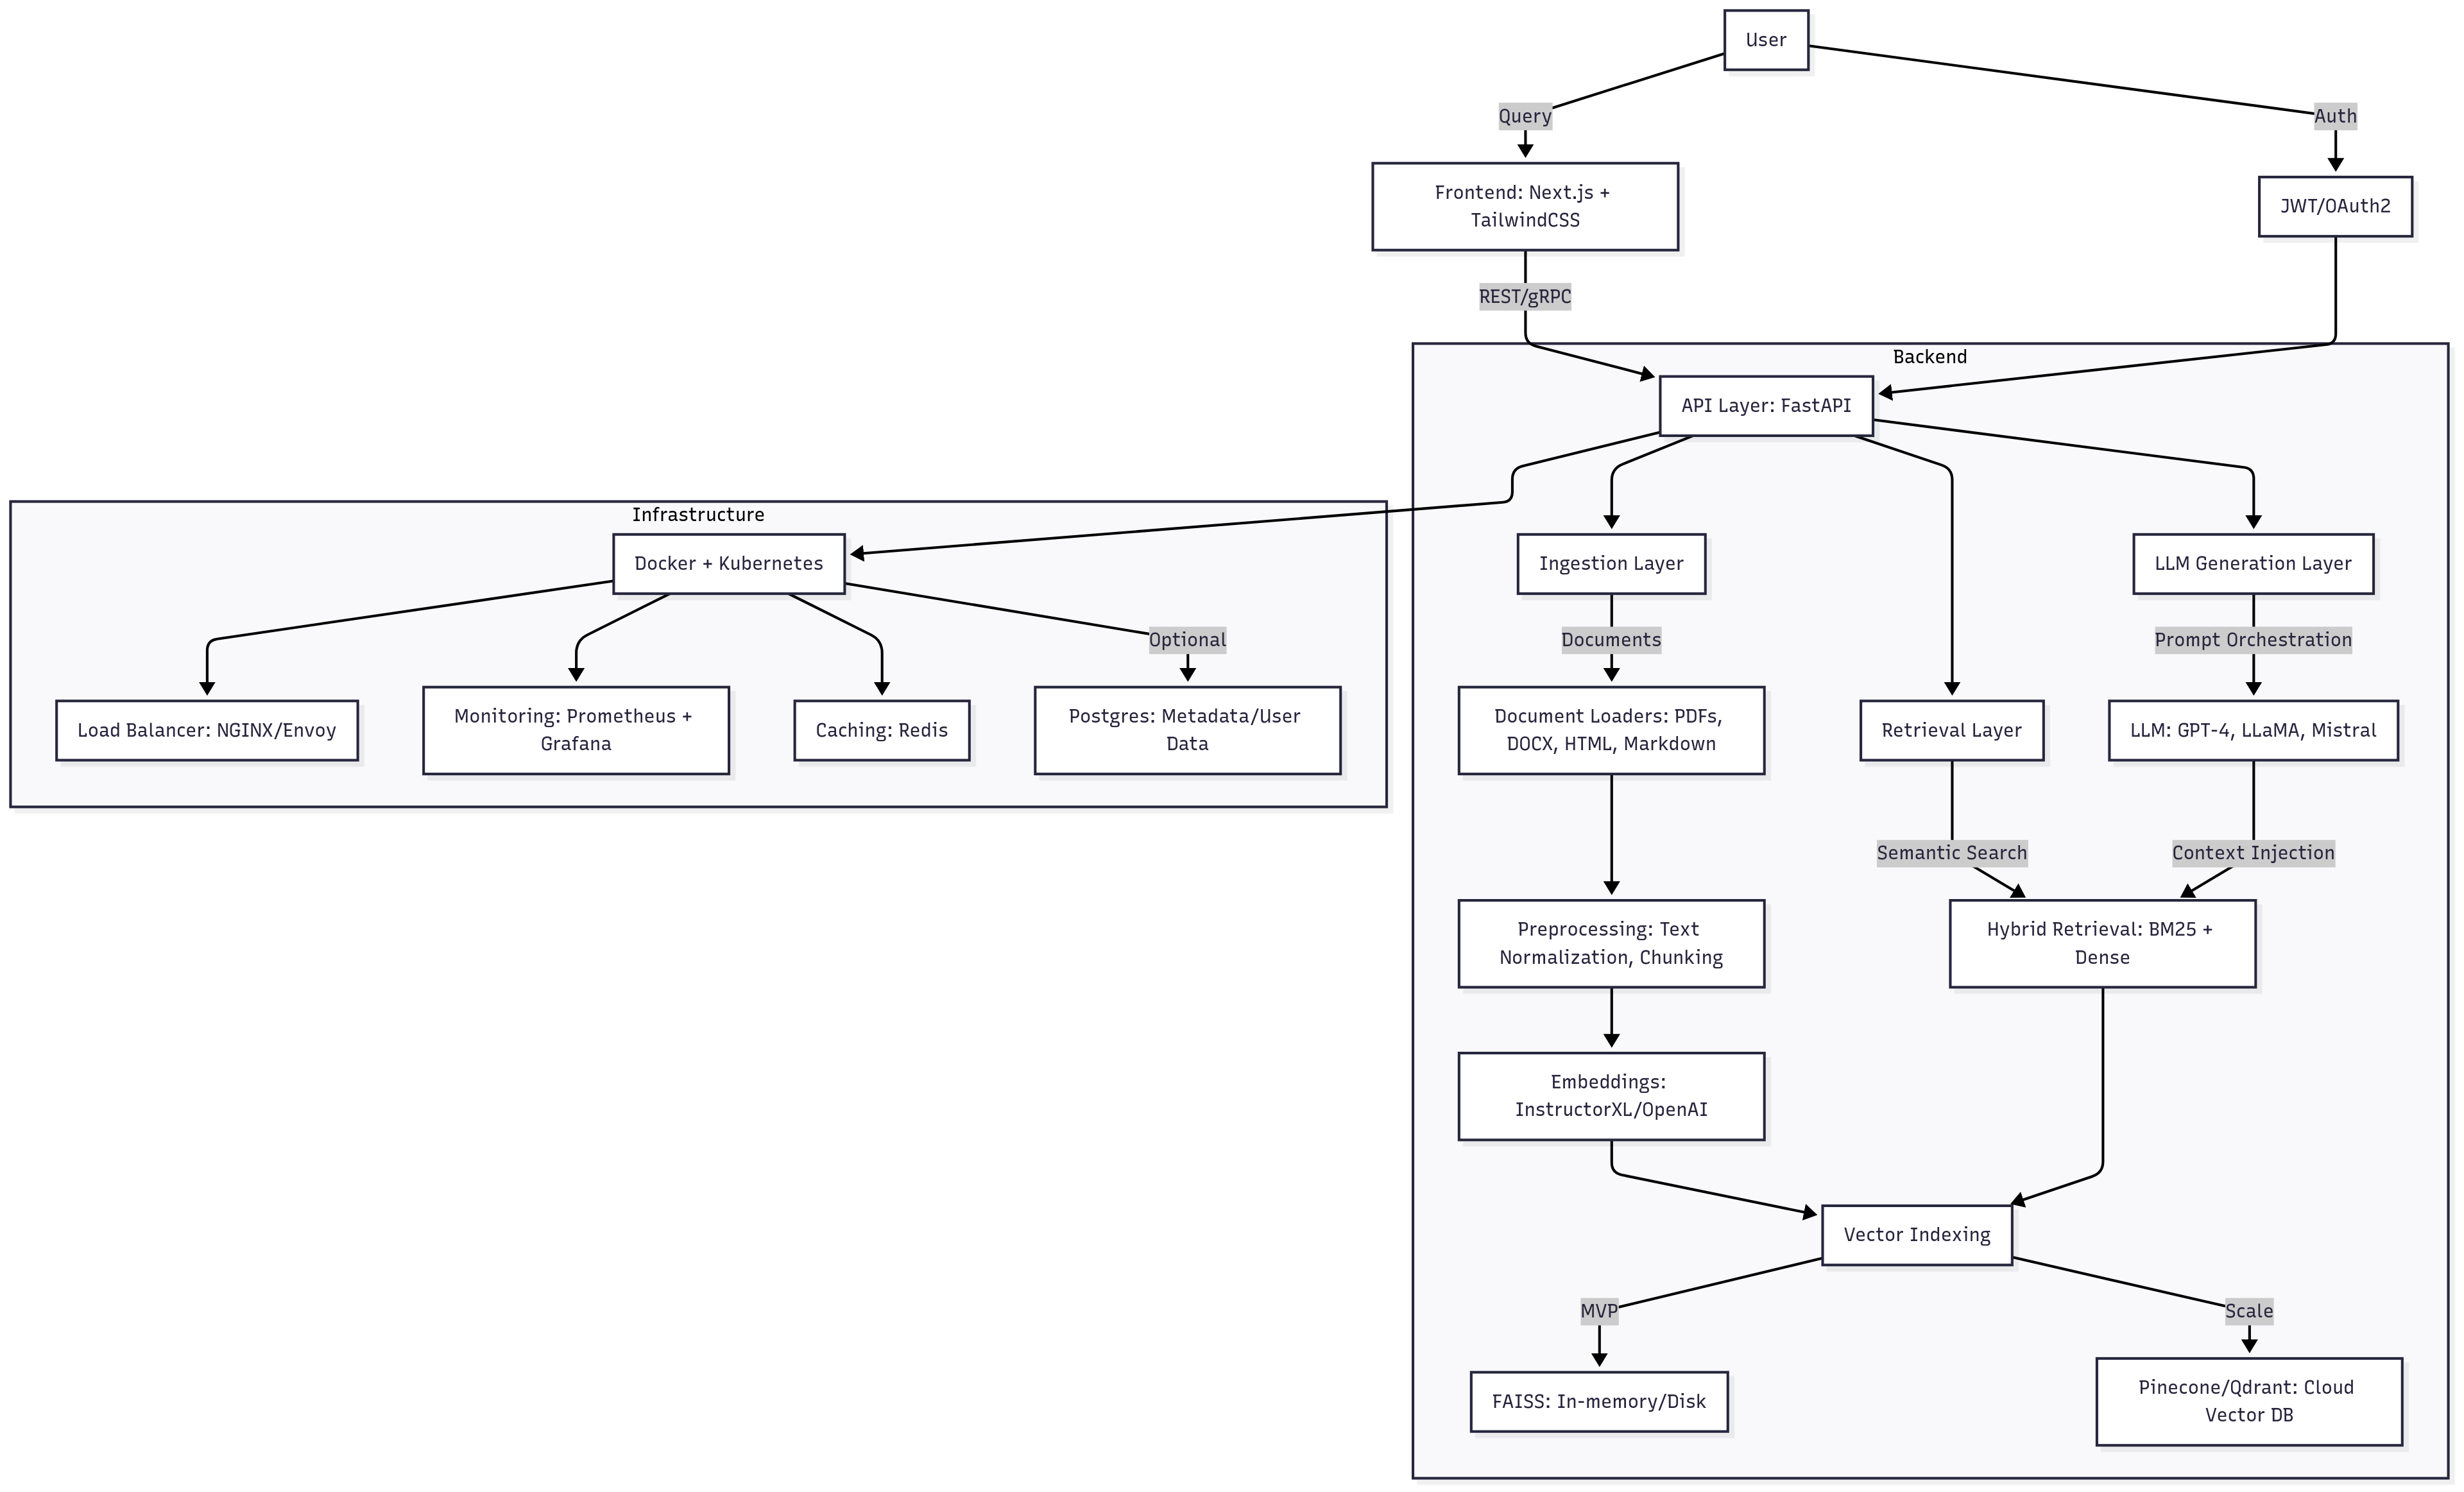 User
Query
Auth
Frontend: Next.js +
TailwindCSS
JWT/OAuth2
REST/gRPC
Backend
API Layer: FastAPI
Infrastructure
Docker + Kubernetes
Ingestion Layer
LLM Generation Layer
Optional
Documents
Prompt Orchestration
Load Balancer: NGINX/Envoy
Monitoring: Prometheus +
Grafana
Caching: Redis
Postgres: Metadata/User
Data
Document Loaders: PDFs,
DOCX, HTML, Markdown
Retrieval Layer
LLM: GPT-4, LLaMA, Mistral
Semantic Search
Context Injection
Preprocessing: Text
Normalization, Chunking
Hybrid Retrieval: BM25 +
Dense
Embeddings:
InstructorXL/OpenAI
Vector Indexing
MVP
Scale
FAISS: In-memory/Disk
Pinecone/Qdrant: Cloud
Vector DB